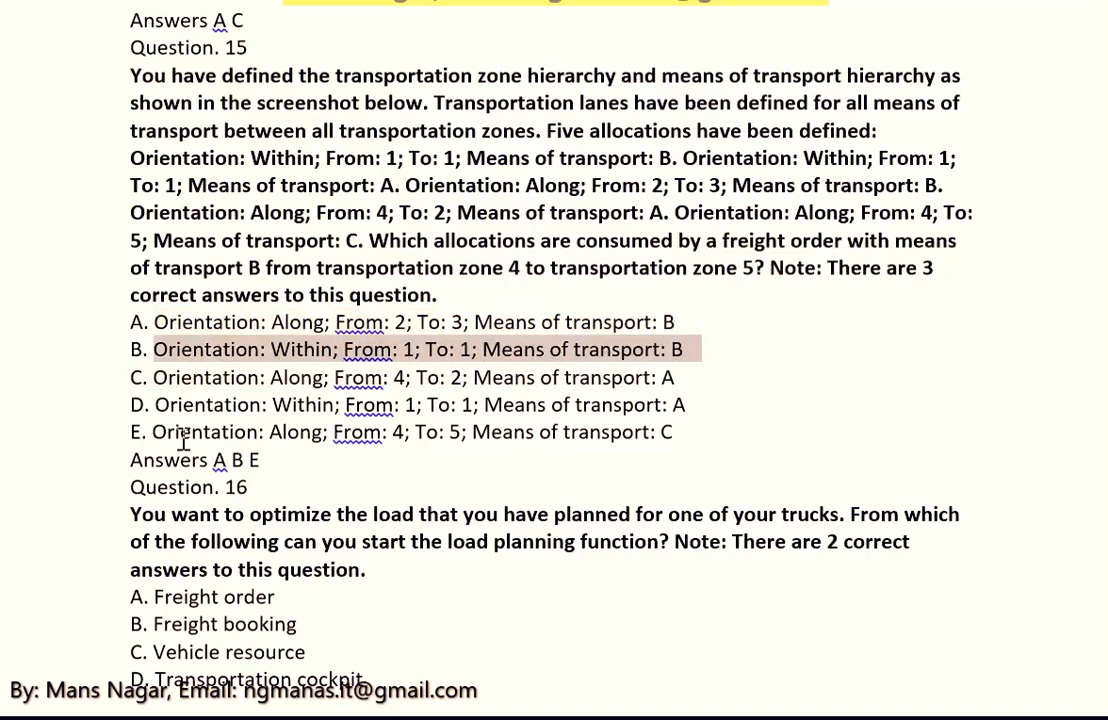 Answers A C
Question. 15
You have defined the transportation zone hierarchy and means of transport hierarchy as
shown in the screenshot below. Transportation lanes have been defined for all means of
transport between all transportation zones. Five allocations have been defined:
Orientation: Within; From: 1; To: 1; Means of transport: B. Orientation: Within; From: 1;
To: 1; Means of transport: A. Orientation: Along; From: 2; To: 3; Means of transport: B.
Orientation: Along; From: 4; To: 2; Means of transport: A. Orientation: Along; From: 4; To:
5; Means of transport: C. Which allocations are consumed by a freight order with means
of transport B from transportation zone 4 to transportation zone 5? Note: There are 3
correct answers to this question.
A. Orientation: Along; From: 2; To: 3; Means of transport: B
B. Orientation: Within; From: 1; To: 1; Means of transport: B
C. Orientation: Along; From: 4; To: 2; Means of transport: A
D. Orientation: Within; From: 1; To: 1; Means of transport: A
E. Orientation: Along; From: 4; To: 5; Means of transport: C
Answers A B E
Question. 16
You want to optimize the load that you have planned for one of your trucks. From which
of the following can you start the load planning function? Note: There are 2 correct
answers to this question.
A. Freight order
B. Freight booking
C. Vehicle resource
D. Transportation cockpit
By: Mans Nagar, Email: ngmanas.it@gmail.com